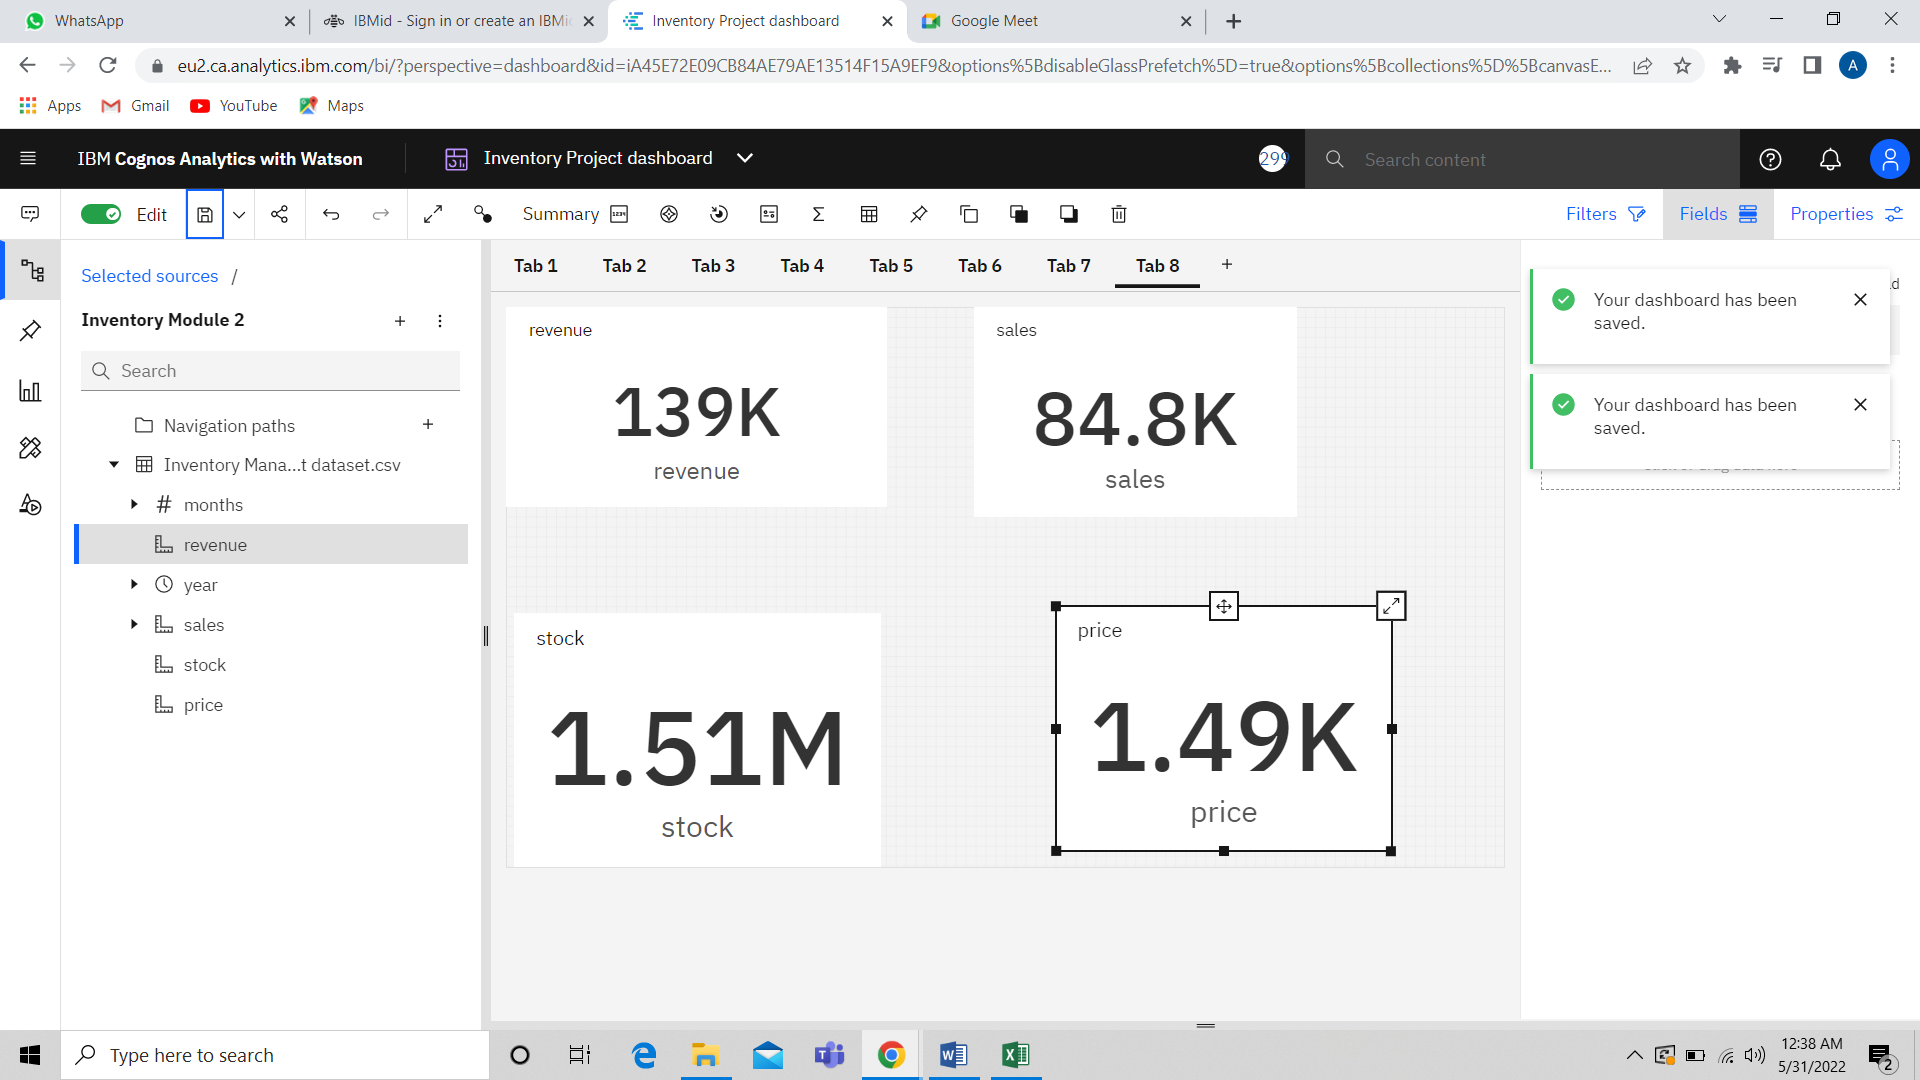 WhatsApp
IBMid - Sign in or create an IBMi
Inventory Project dashboard
Google Meet
eu2.ca.analytics.ibm.com/bi/?perspective=dashboard&id=iA45E72E09CB84AE79AE13514F15A9EF9&options%5BdisableGlassPrefetch%5D=true&options%5Bcollections%5D%5BcanvasE...
A
Apps
Gmail
YouTube
Maps
IBM Cognos Analytics with Watson
Inventory Project dashboard
299
Search content
Edit
Summary
Filters
Fields
Properties
Selected sources /
Tab 1
Tab 2
Tab 3
Tab 4
Tab 5
Tab 6
Tab 7
Tab 8
Inventory Module 2
Search
Navigation paths
Inventory Mana...t dataset.csv
months
revenue
year
sales
stock
price
revenue
139K
revenue
sales
84.8K
sales
stock
1.51M
stock
price
1.49K
price
Your dashboard has been
saved.
Your dashboard has been
saved.
Type here to search
12:38 AM
5/31/2022
2